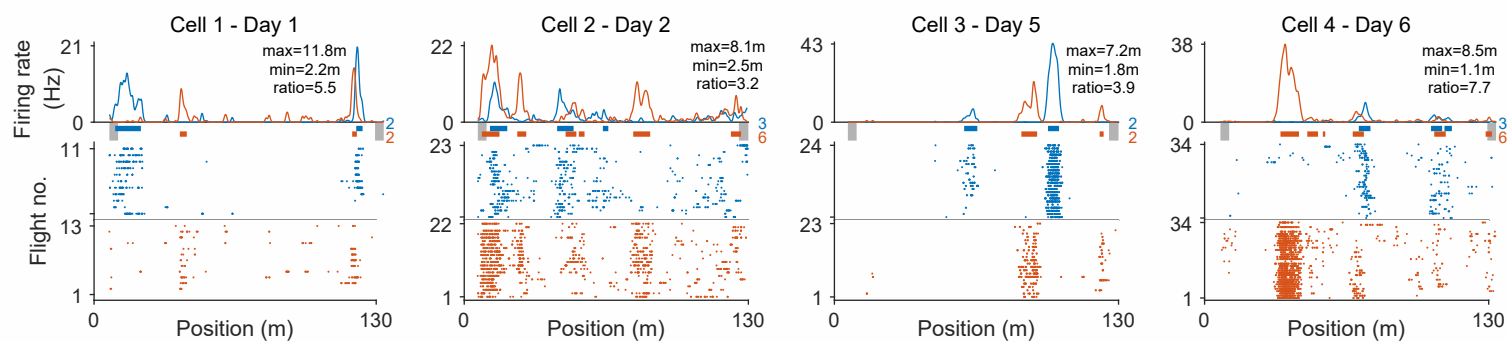 Cell 1 - Day 1
Firing rate
(Hz)
21
0
max=11.8m
min=2.2m
ratio=5.5
2
2
Flight no.
11
13
1
0
130
Position (m)
Cell 2 - Day 2
22
0
max=8.1m
min=2.5m
ratio=3.2
3
6
23
22
1
0
130
Position (m)
Cell 3 - Day 5
43
0
max=7.2m
min=1.8m
ratio=3.9
2
2
24
23
1
0
130
Position (m)
Cell 4 - Day 6
38
0
max=8.5m
min=1.1m
ratio=7.7
3
6
34
34
1
0
130
Position (m)